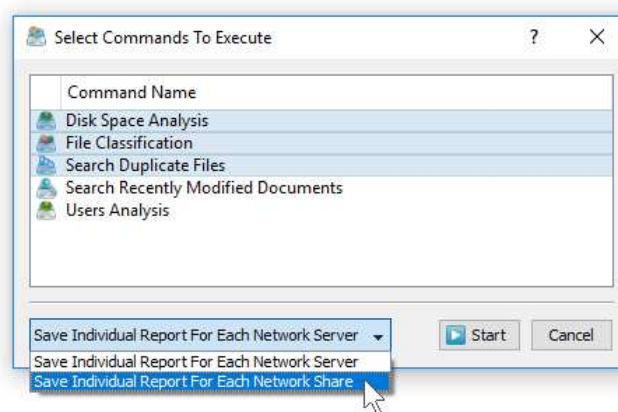 Select Commands To Execute ?
Command Name
Disk Space Analysis
File Classification
Search Duplicate Files
Search Recently Modified Documents
Users Analysis
Save Individual Report For Each Network Server Start Cancel
Save Individual Report For Each Network Server
Save Individual Report For Each Network Share